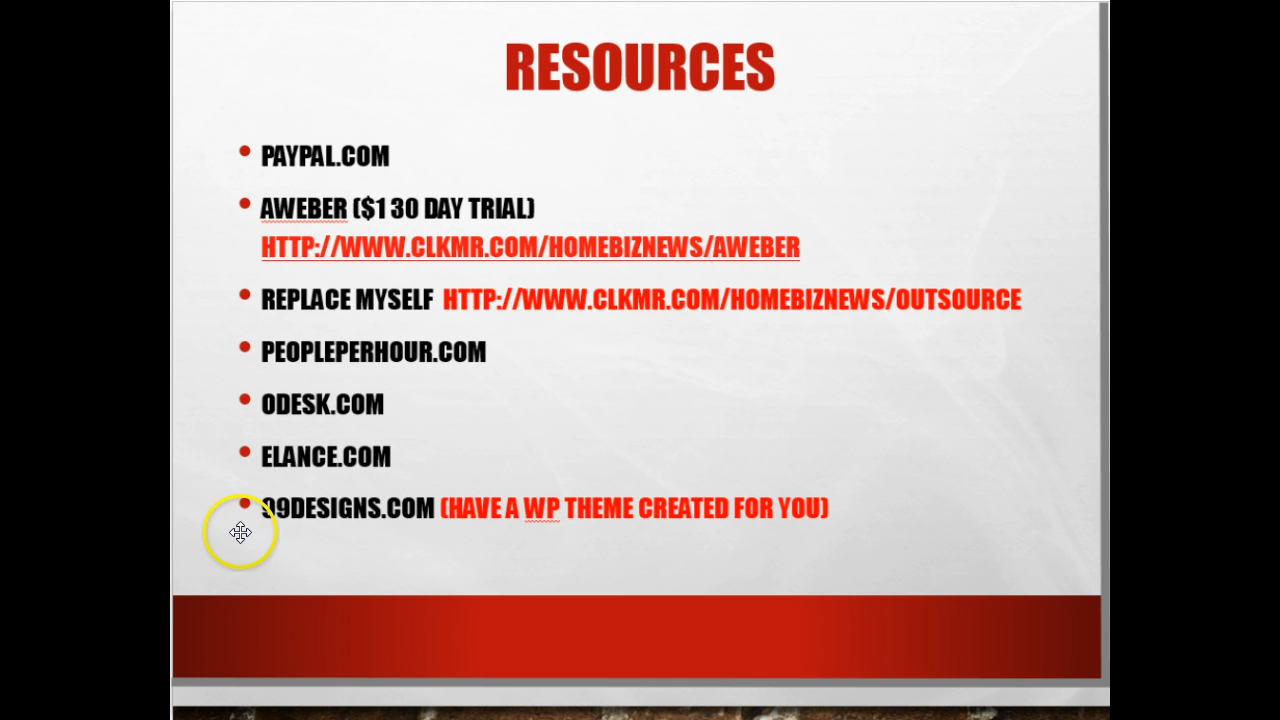 RESOURCES
• PAYPAL.COM
• AWEBER ($1 30 DAY TRIAL)
HTTP://WWW.CLKMR.COM/HOMEBIZNEWS/AWEBER
• REPLACE MYSELF HTTP://WWW.CLKMR.COM/HOMEBIZNEWS/OUTSOURCE
• PEOPLEPERHOUR.COM
• ODESK.COM
• ELANCE.COM
• 99DESIGNS.COM (HAVE A WP THEME CREATED FOR YOU)